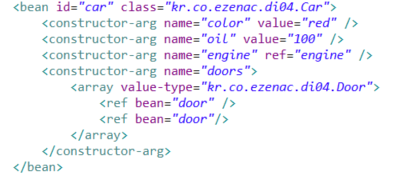 <bean id="car" class="kr.co.ezenac.di04.Car">
<constructor-arg name="color" value="red" />
<constructor-arg name="oil" value="100" />
<constructor-arg name="engine" ref="engine" />
<constructor-arg name="doors">
<array value-type="kr.co.ezenac.di04.Door">
<ref bean="door" />
<ref bean="door"/>
</array>
</constructor-arg>
</bean>